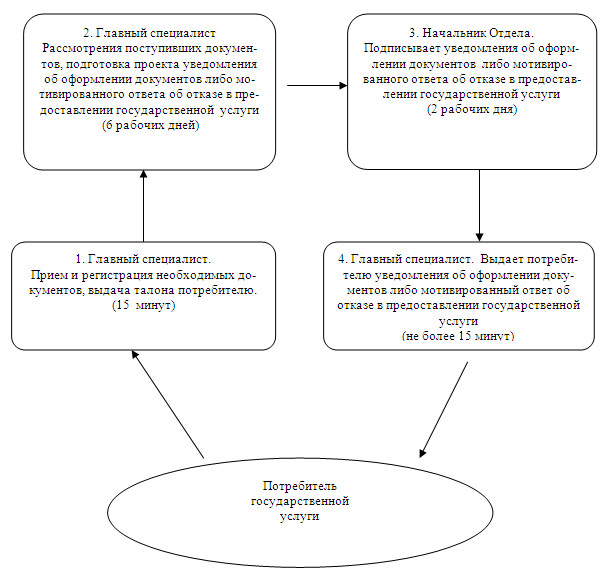 2. Главный специалист
Рассмотрения поступивших докумен-
тов, подготовка проекта уведомления
об оформлении документов либо мо-
тивированного ответа об отказе в пре-
доставлении государственной услуги
(6 рабочих дней)
3. Начальник Отдела.
Подписывает уведомления об оформ-
лении документов либо мотивиро-
ванного ответа об отказе в предостав-
лении государственной услуги
(2 рабочих дня)
1. Главный специалист.
Прием и регистрация необходимых до-
кументов, выдача талона потребителю.
(15 минут)
4. Главный специалист. Выдает потреби-
телю уведомления об оформлении доку-
ментов либо мотивированный ответ об
отказе в предоставлении государственной
услуги
(не более 15 минут)
Потребитель
государственной
услуги